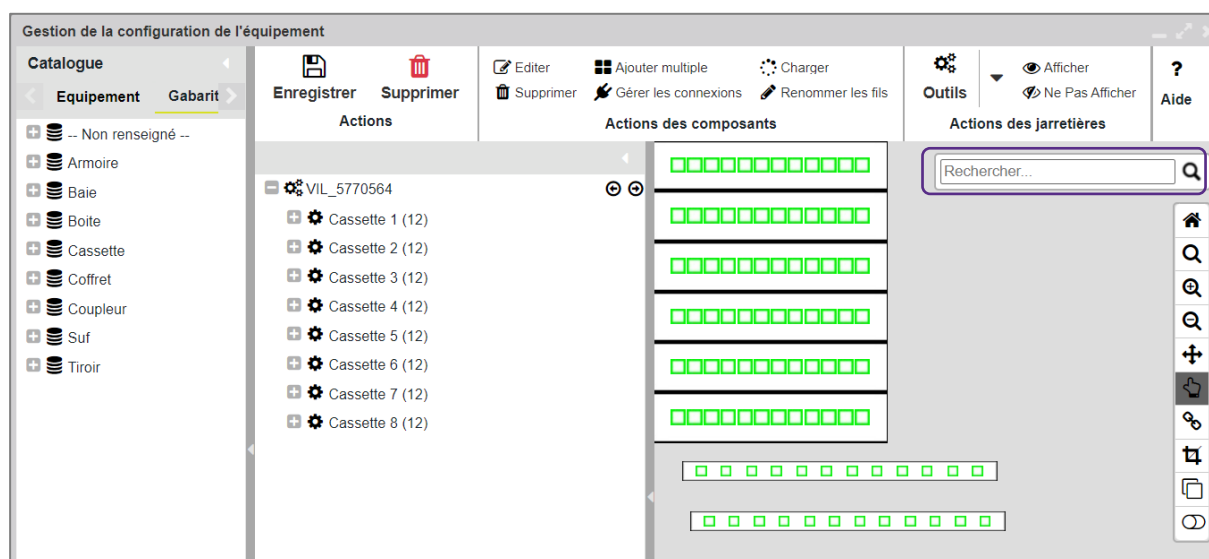 Gestion de la configuration de l'équipement
Catalogue
Equipement Gabarit
-- Non renseigné --
Armoire
Baie
Boite
Cassette
Coffret
Coupleur
Suf
Tiroir
Enregistrer Supprimer
Actions
Editer Ajouter multiple Charger
Supprimer Gérer les connexions Renommer les fils
Actions des composants
Outils
Afficher
Ne Pas Afficher
Actions des jarretières
?
Aide
VIL_5770564
Cassette 1 (12)
Cassette 2 (12)
Cassette 3 (12)
Cassette 4 (12)
Cassette 5 (12)
Cassette 6 (12)
Cassette 7 (12)
Cassette 8 (12)
Rechercher...